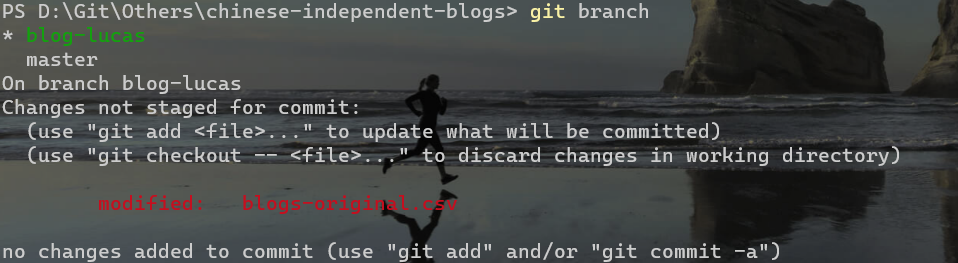 PS D:\Git\Others\chinese-independent-blogs> git branch
* blog-lucas
  master
On branch blog-lucas
Changes not staged for commit:
  (use "git add <file>..." to update what will be committed)
  (use "git checkout -- <file>..." to discard changes in working directory)
        modified:   blogs-original.csv
no changes added to commit (use "git add" and/or "git commit -a")